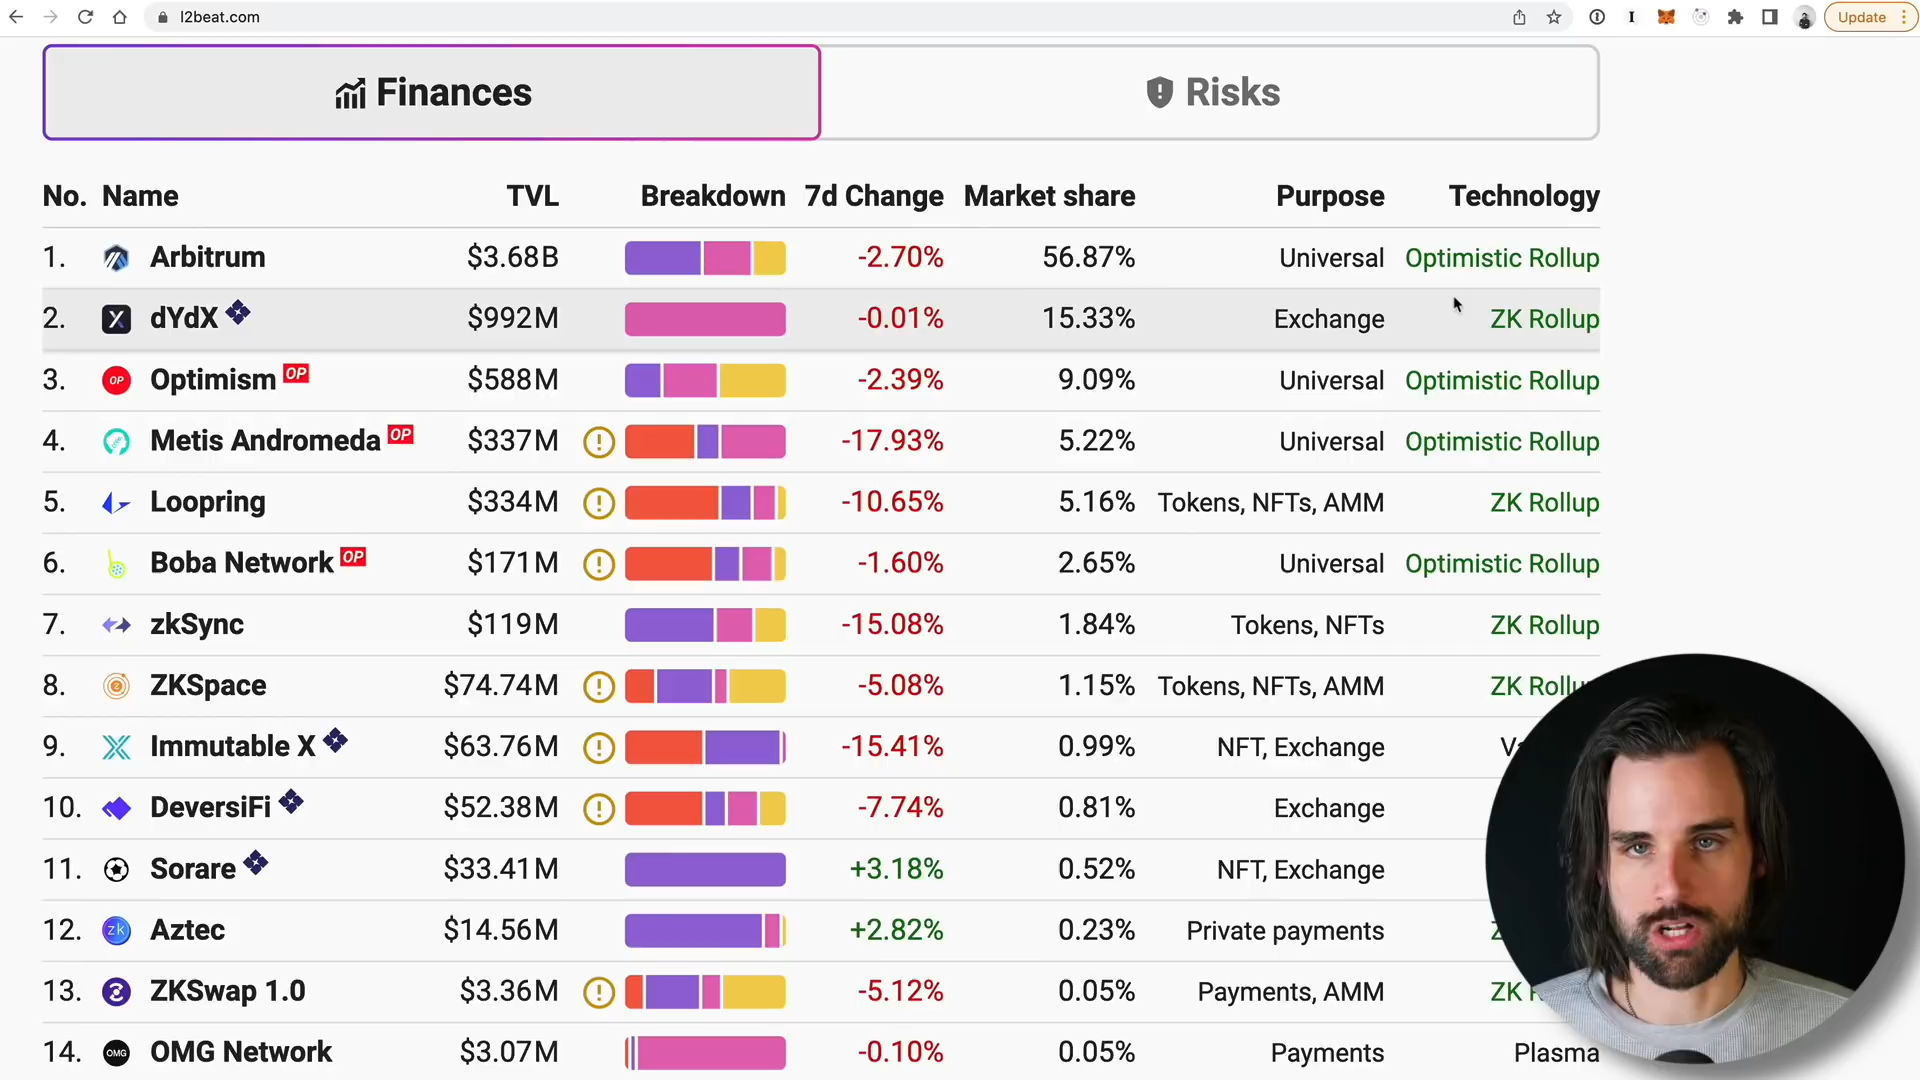 l2beat.com
Update
Finances
Risks
No. Name TVL Breakdown 7d Change Market share Purpose Technology
1. Arbitrum $3.68B -2.70% 56.87% Universal Optimistic Rollup
2. dYdX $992M -0.01% 15.33% Exchange ZK Rollup
3. OP Optimism OP $588M -2.39% 9.09% Universal Optimistic Rollup
4. Metis Andromeda OP $337M -17.93% 5.22% Universal Optimistic Rollup
5. Loopring $334M -10.65% 5.16% Tokens, NFTs, AMM ZK Rollup
6. Boba Network OP $171M -1.60% 2.65% Universal Optimistic Rollup
7. zkSync $119M -15.08% 1.84% Tokens, NFTs ZK Rollup
8. ZKSpace $74.74M -5.08% 1.15% Tokens, NFTs, AMM ZK Rollu
9. Immutable X $63.76M -15.41% 0.99% NFT, Exchange
10. DeversiFi $52.38M -7.74% 0.81% Exchange
11. Sorare $33.41M +3.18% 0.52% NFT, Exchange
12. zk Aztec $14.56M +2.82% 0.23% Private payments
13. ZKSwap 1.0 $3.36M -5.12% 0.05% Payments, AMM ZK
14. OMG OMG Network $3.07M -0.10% 0.05% Payments Plasma